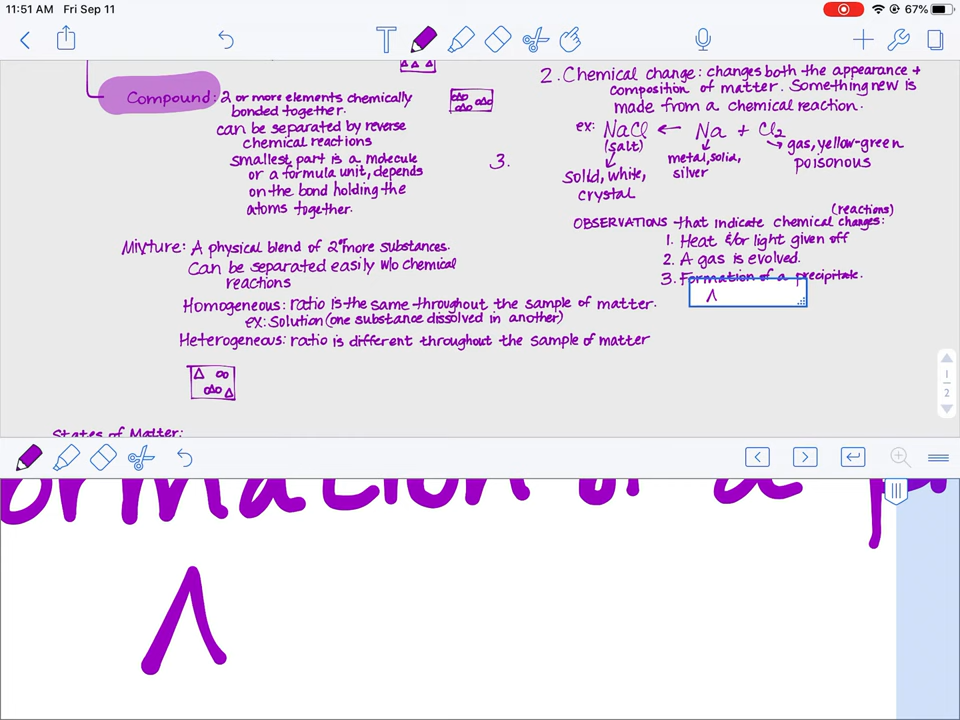 11:51 AM Fri Sep 11
67%
Compound: 2 or more elements chemically
bonded together.
can be separated by reverse
chemical reactions
smallest part is a molecule
or a formula unit, depends
on the bond holding the
atoms together.
Mixture: A physical blend of 2 or more substances.
Can be separated easily w/o chemical
reactions
Homogeneous: ratio is the same throughout the sample of matter.
ex: Solution (one substance dissolved in another)
Heterogeneous: ratio is different throughout the sample of matter
States of Matter:
2. Chemical change: changes both the appearance +
composition of matter. Something new is
made from a chemical reaction.
ex: NaCl ← Na + Cl2
(salt)
solid, white,
crystal
metal, solid,
silver
gas, yellow-green
poisonous
3.
(reactions)
OBSERVATIONS that indicate chemical changes:
1. Heat &/or light given off
2. A gas is evolved.
3. Formation of a precipitate.
1
2
ormation of a p